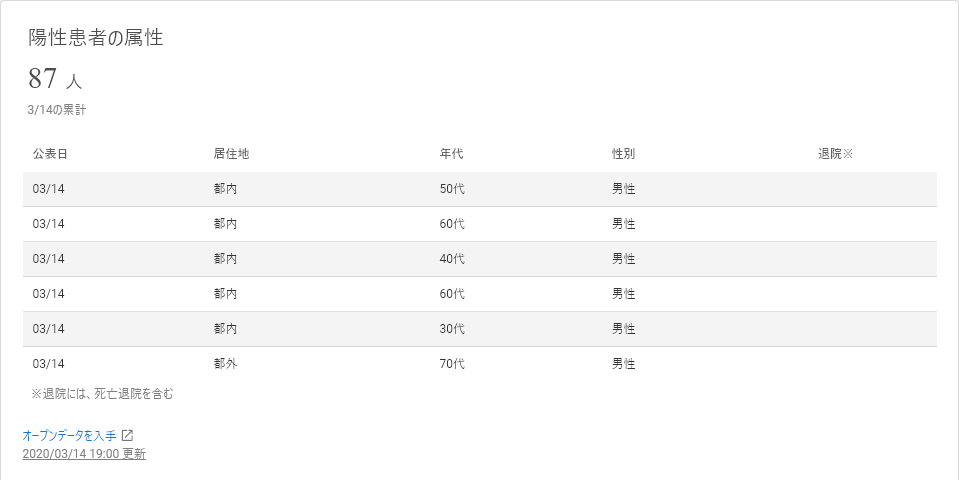 陽性患者の属性
87 人
3/14の累計
公表日 居住地 年代 性別 退院※
03/14 都内 50代 男性
03/14 都内 60代 男性
03/14 都内 40代 男性
03/14 都内 60代 男性
03/14 都内 30代 男性
03/14 都外 70代 男性
※退院には、死亡退院を含む
オープンデータを入手
2020/03/14 19:00 更新